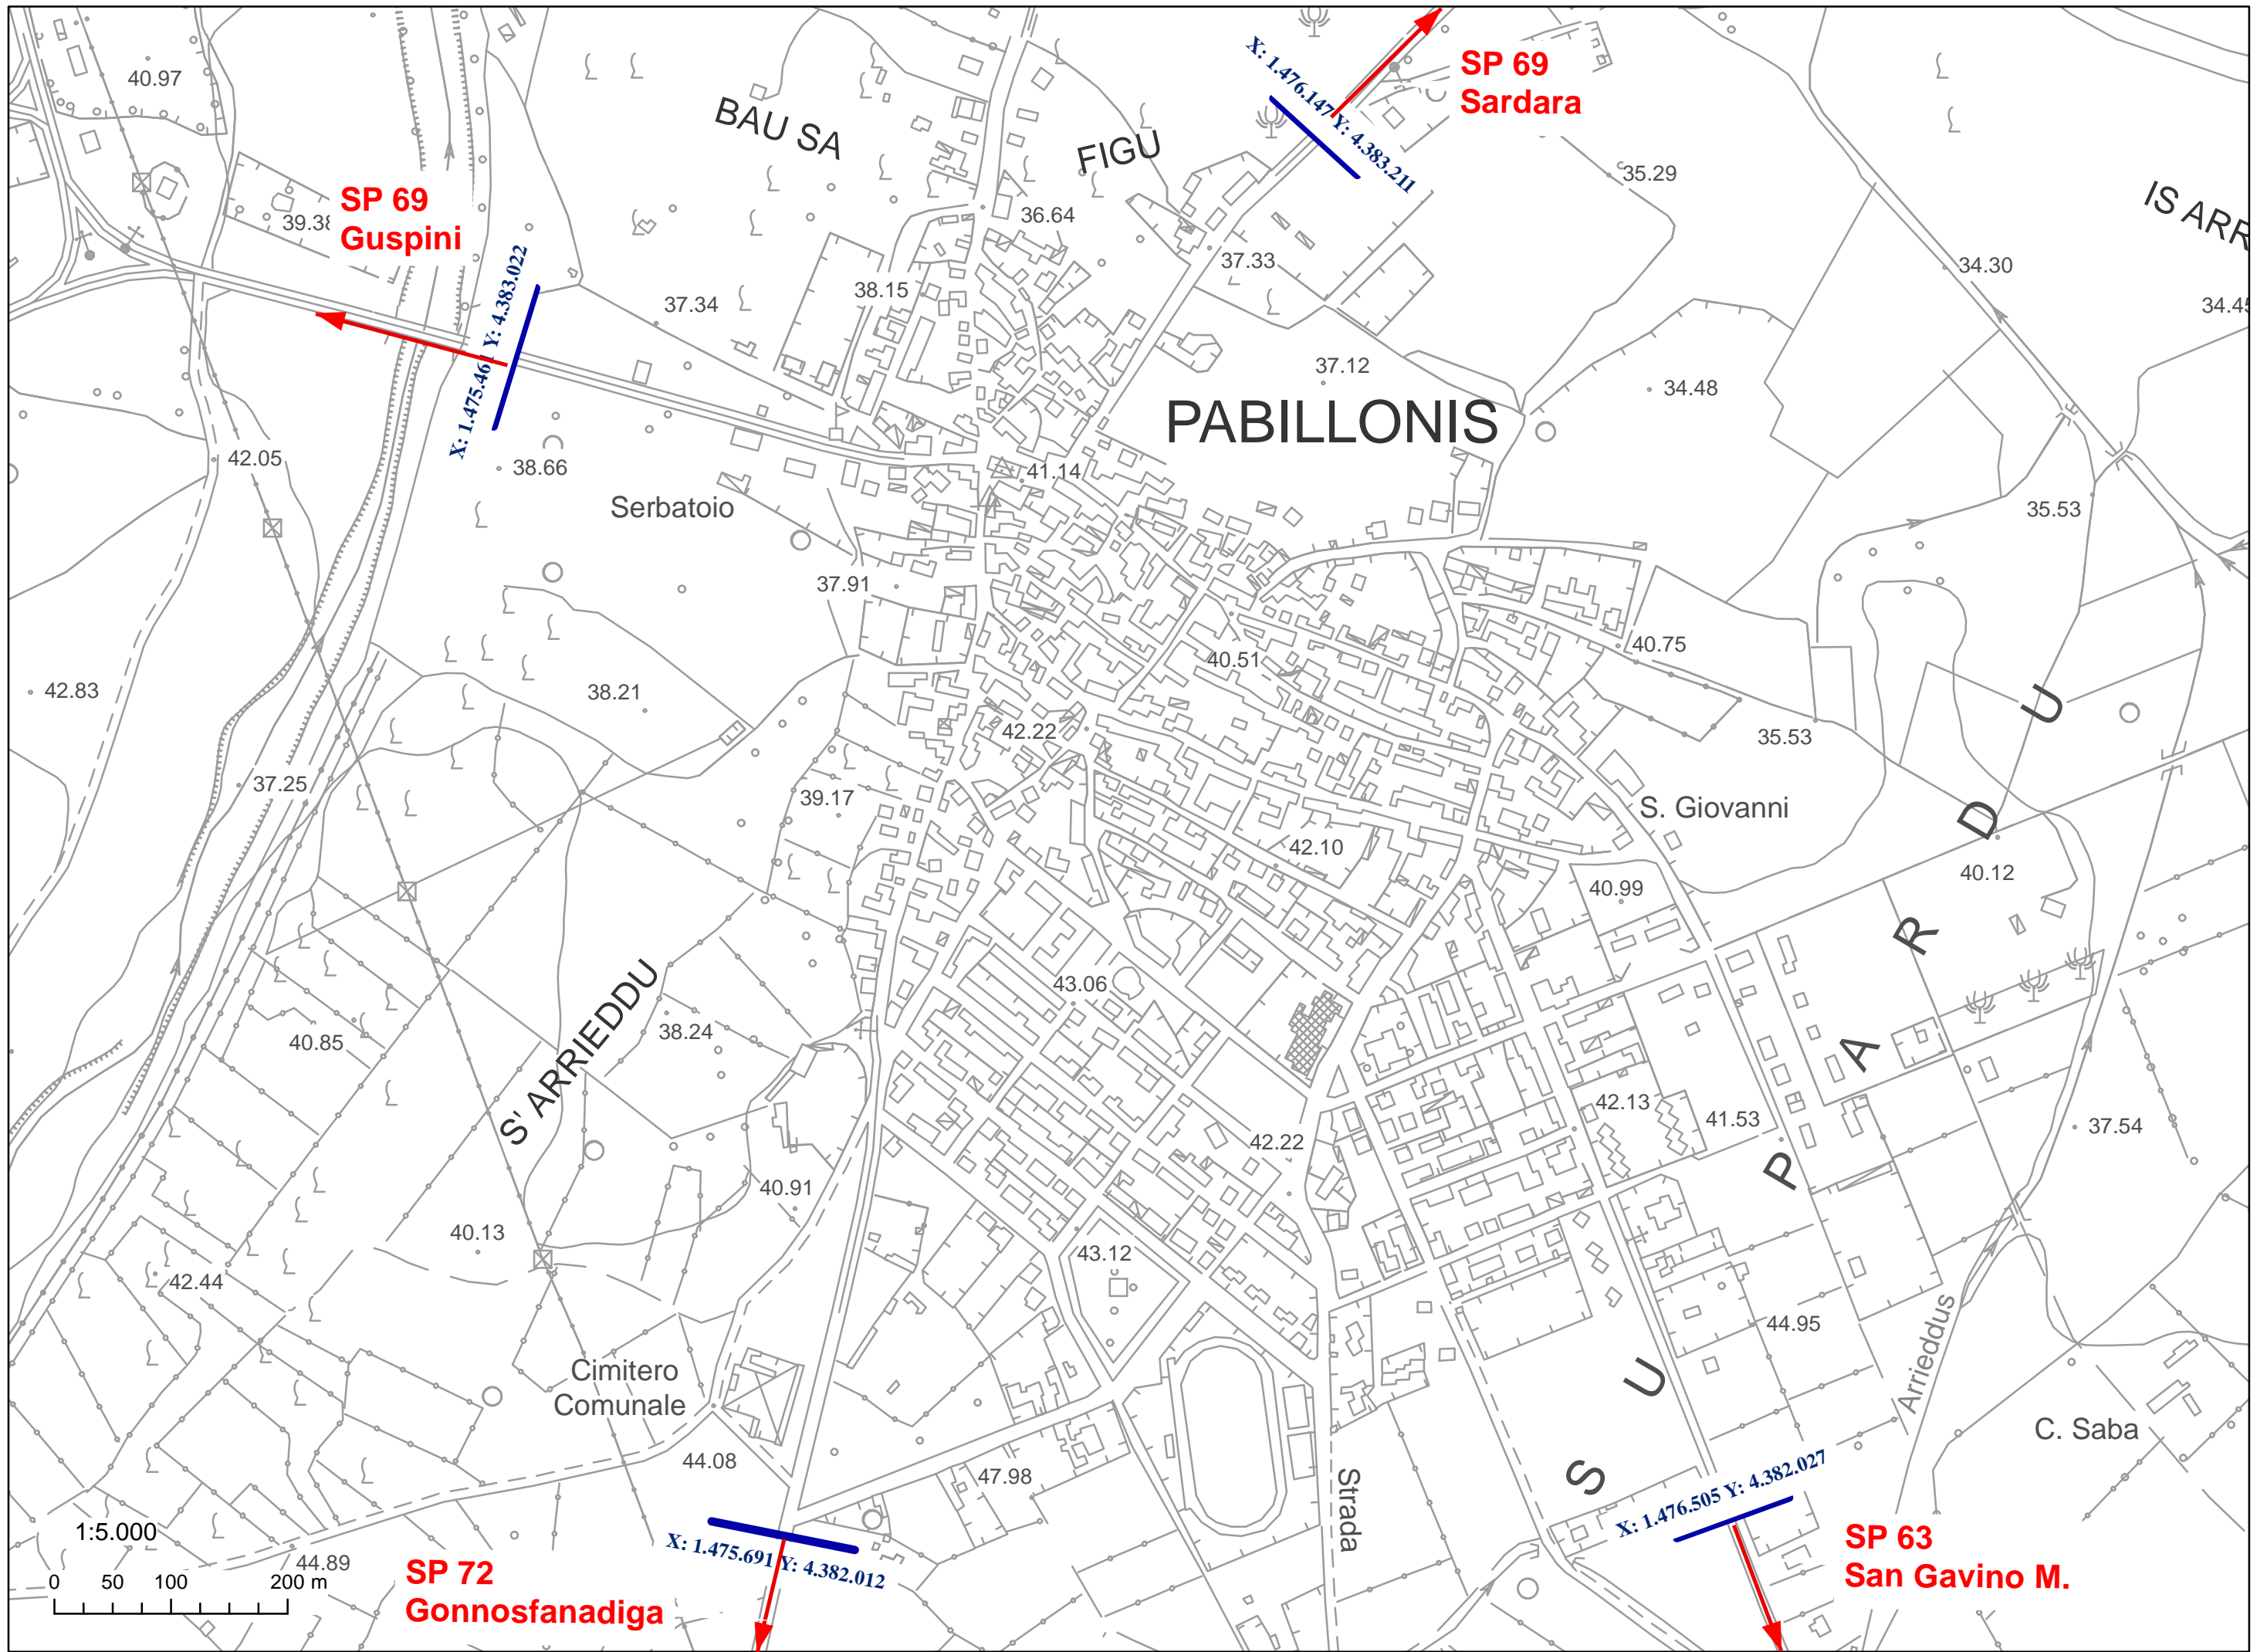 40.97
BAU SA
FIGU
X: 1.476.147 Y: 4.383.211
SP 69
Sardara
35.29
IS ARR
SP 69
Guspini
39.38
36.64
37.33
34.30
34.45
X: 1.475.461 Y: 4.383.022
37.34
38.15
37.12
34.48
PABILLONIS
42.05
38.66
41.14
Serbatoio
35.53
37.91
40.51
40.75
42.83
38.21
42.22
35.53
37.25
39.17
S. Giovanni
42.10
40.12
40.99
S' ARRIEDDU
43.06
40.85
38.24
42.13
41.53
37.54
42.22
40.91
40.13
43.12
42.44
44.95
SU PARDU
Arrieddus
Cimitero
Comunale
C. Saba
44.08
47.98
Strada
X: 1.476.505 Y: 4.382.027
SP 63
San Gavino M.
X: 1.475.691 Y: 4.382.012
SP 72
Gonnosfanadiga
1:5.000
44.89
0 50 100 200 m